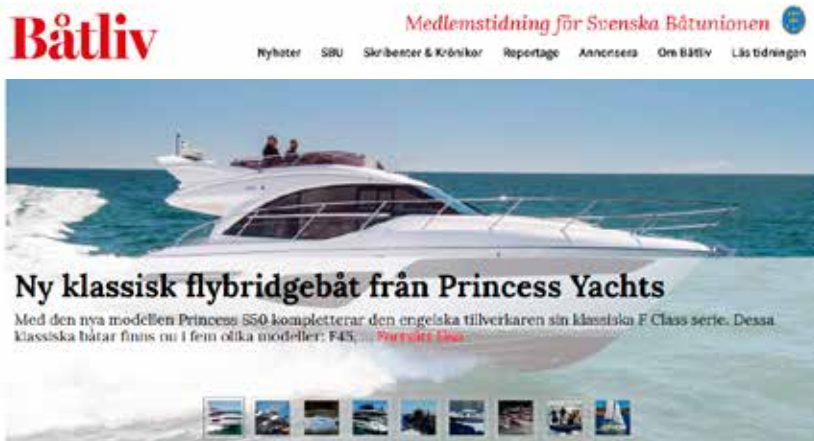 Båtliv
Medlemstidning för Svenska Båtunionen
Nyheter SBU Skribenter & Krönikor Reportage Annonsera Om Båtliv Läs tidningen
Ny klassisk flybridgebåt från Princess Yachts
Med den nya modellen Princess S50 kompletterar den engelska tillverkaren sin klassiska F Class serie. Dessa
klassiska båtar finns nu i fem olika modeller: F45, ... Fortsätt läsa